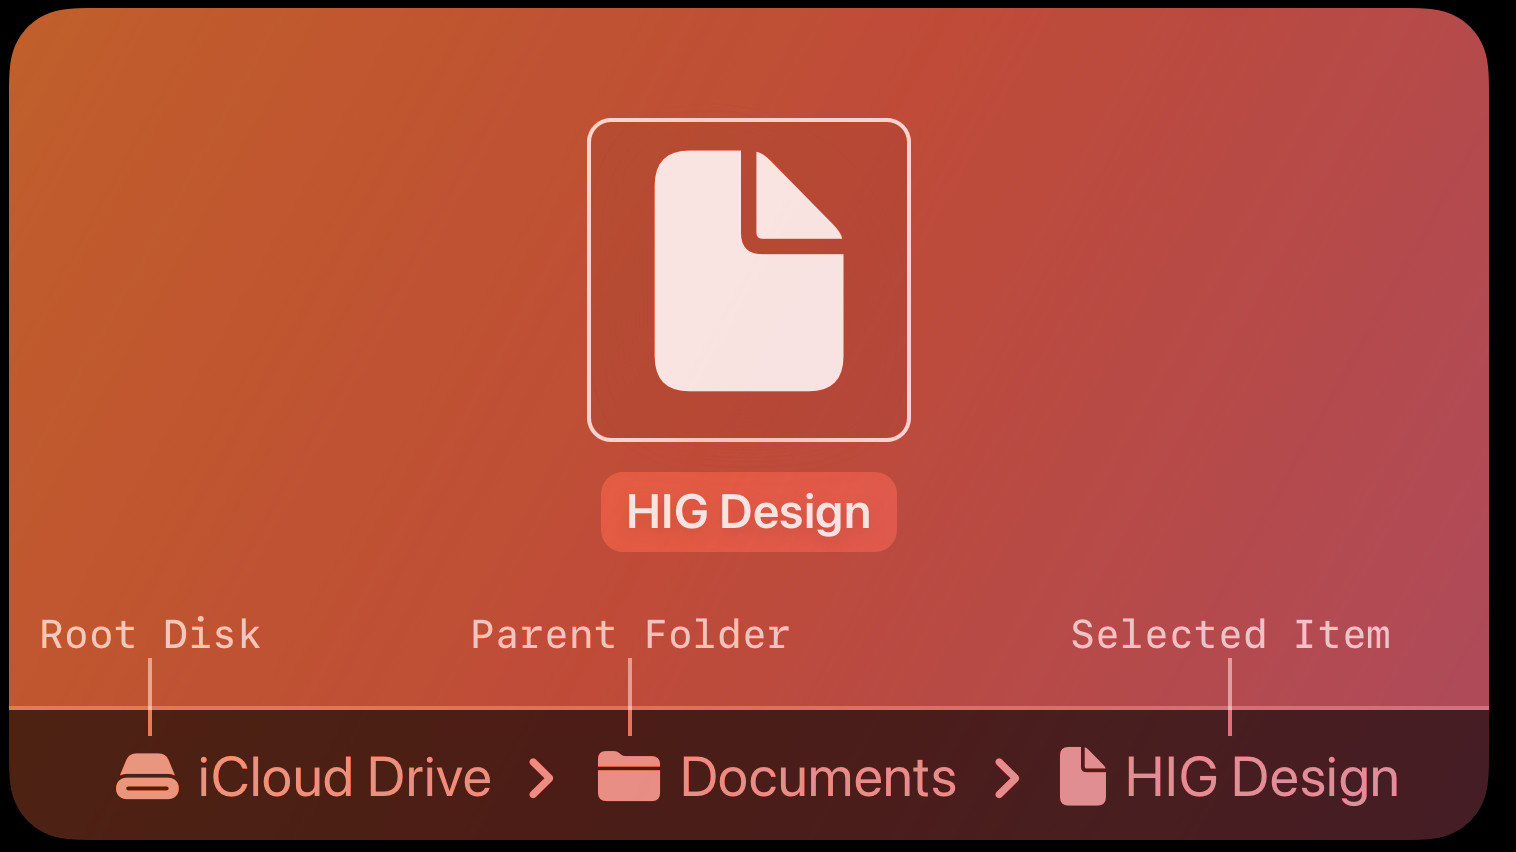 HIG Design
Root Disk Parent Folder Selected Item
iCloud Drive > Documents > HIG Design